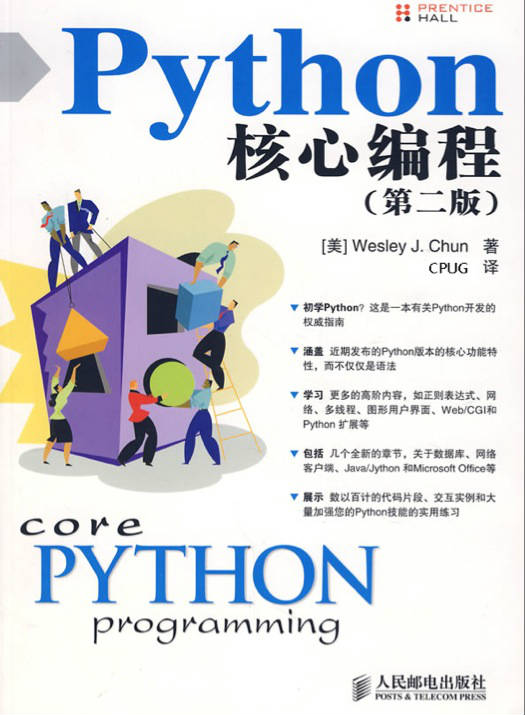 PRENTICE
HALL
Python
核心编程
（第二版）
[美] Wesley J. Chun 著
CPUG 译
▼ 初学Python？这是一本有关Python开发的
权威指南
▼ 涵盖 近期发布的Python版本的核心功能特
性，而不仅仅是语法
▼ 学习 更多的高阶内容，如正则表达式、网
络、多线程、图形用户界面、Web/CGI和
Python 扩展等
▼ 包括 几个全新的章节，关于数据库、网络
客户端、Java/Jython 和Microsoft Office等
▼ 展示 数以百计的代码片段、交互实例和大
量加强您的Python技能的实用练习
core
PYTHON
programming
人民邮电出版社
POSTS & TELECOM PRESS